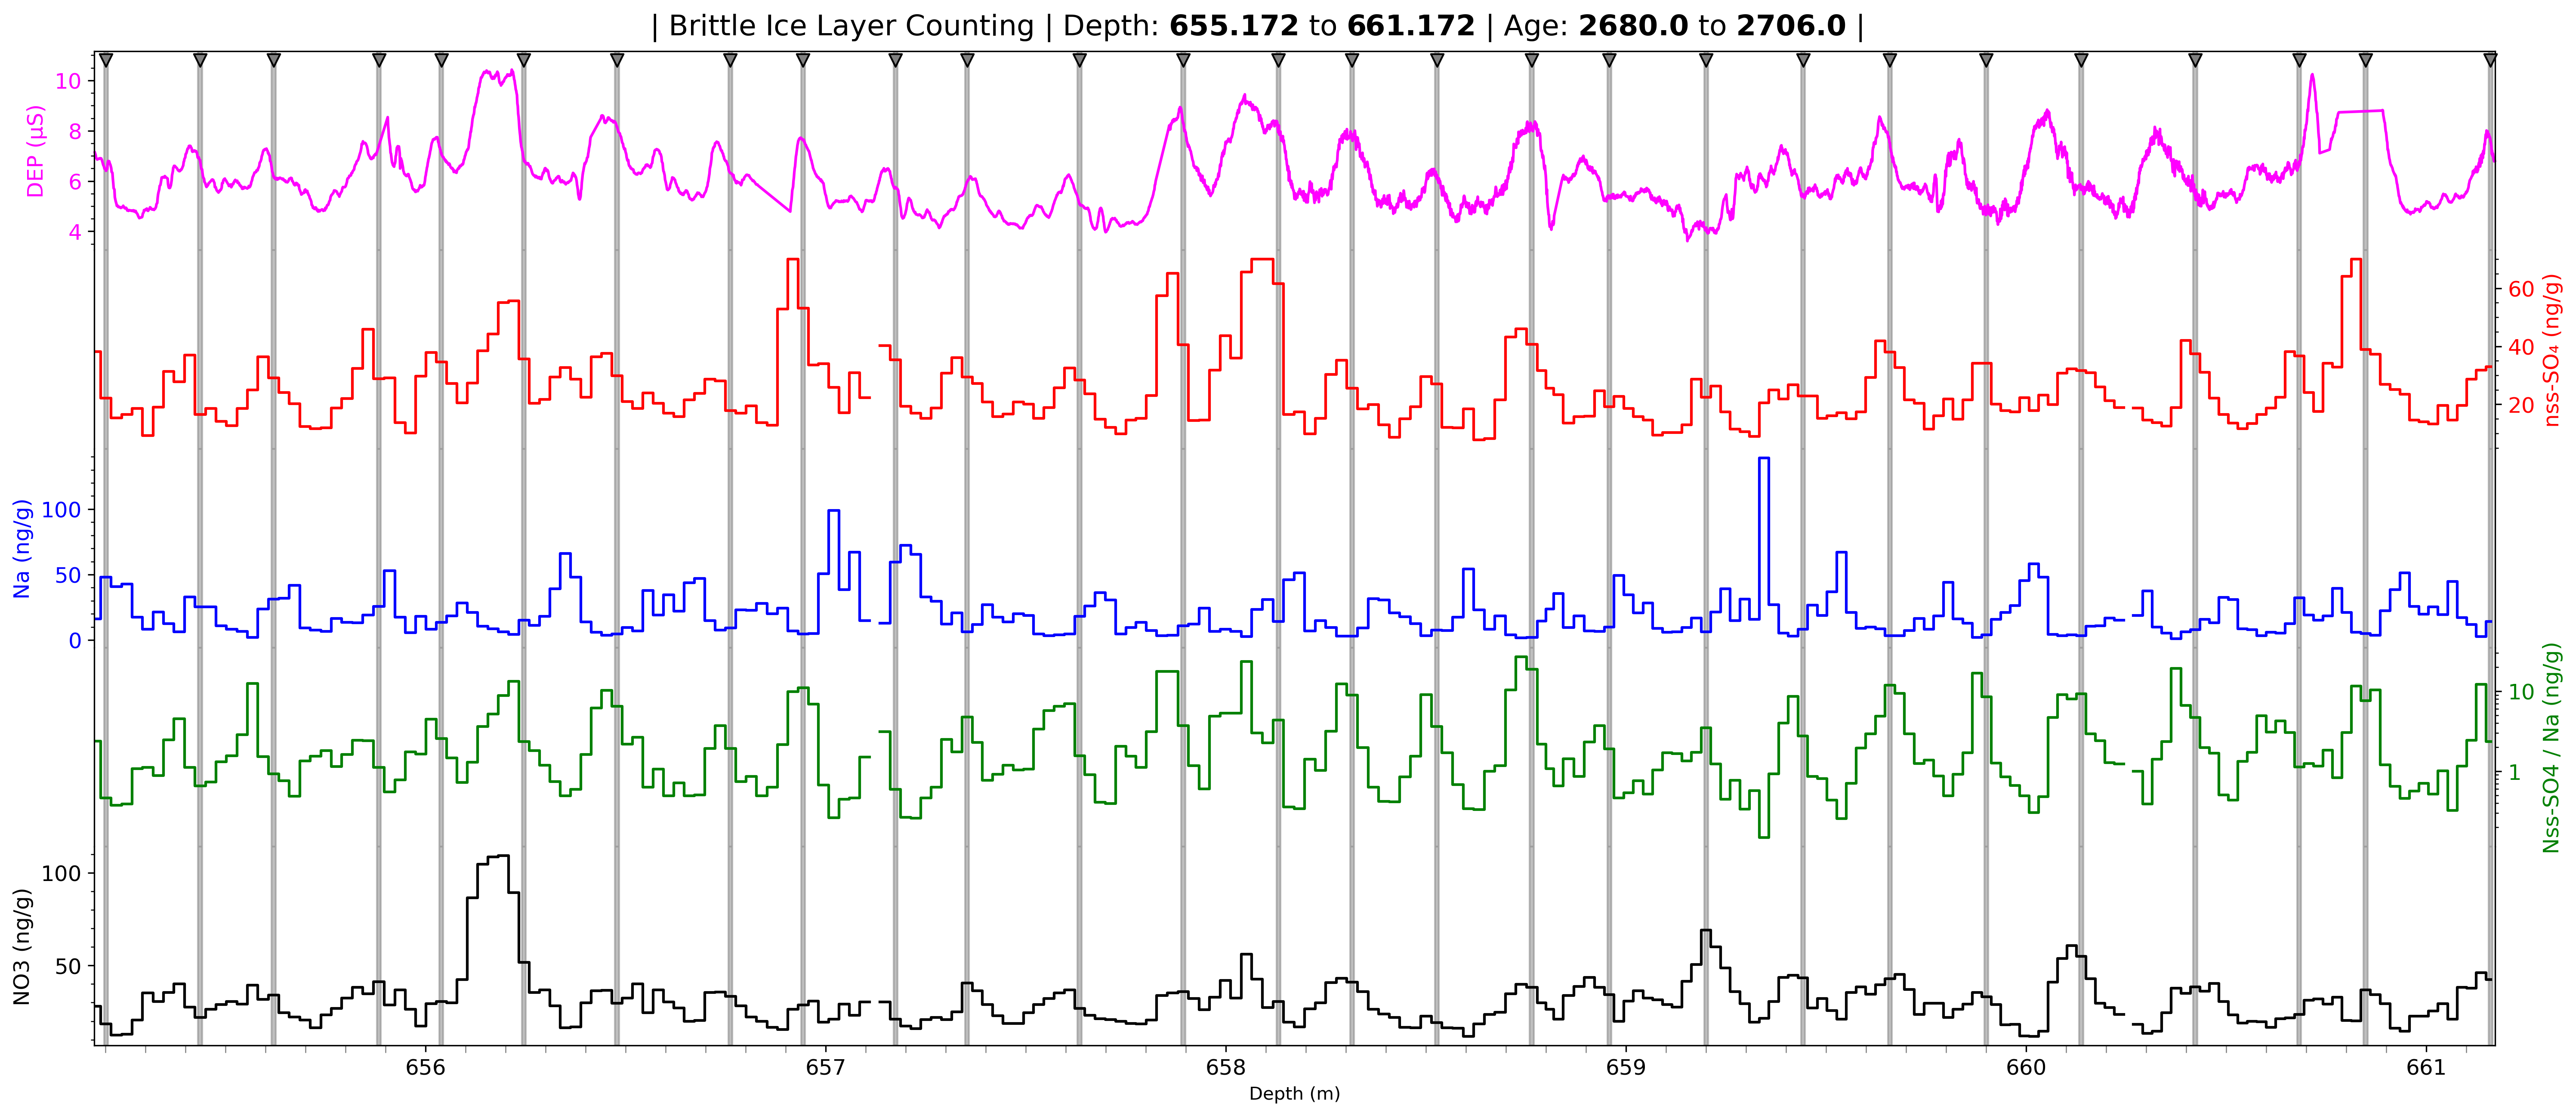 | Brittle Ice Layer Counting | Depth: 655.172 to 661.172 | Age: 2680.0 to 2706.0 |
DEP (µS)
10
8
6
4
nss-SO₄ (ng/g)
60
40
20
Na (ng/g)
100
50
0
Nss-SO4 / Na (ng/g)
10
1
NO3 (ng/g)
100
50
656
657
658
659
660
661
Depth (m)